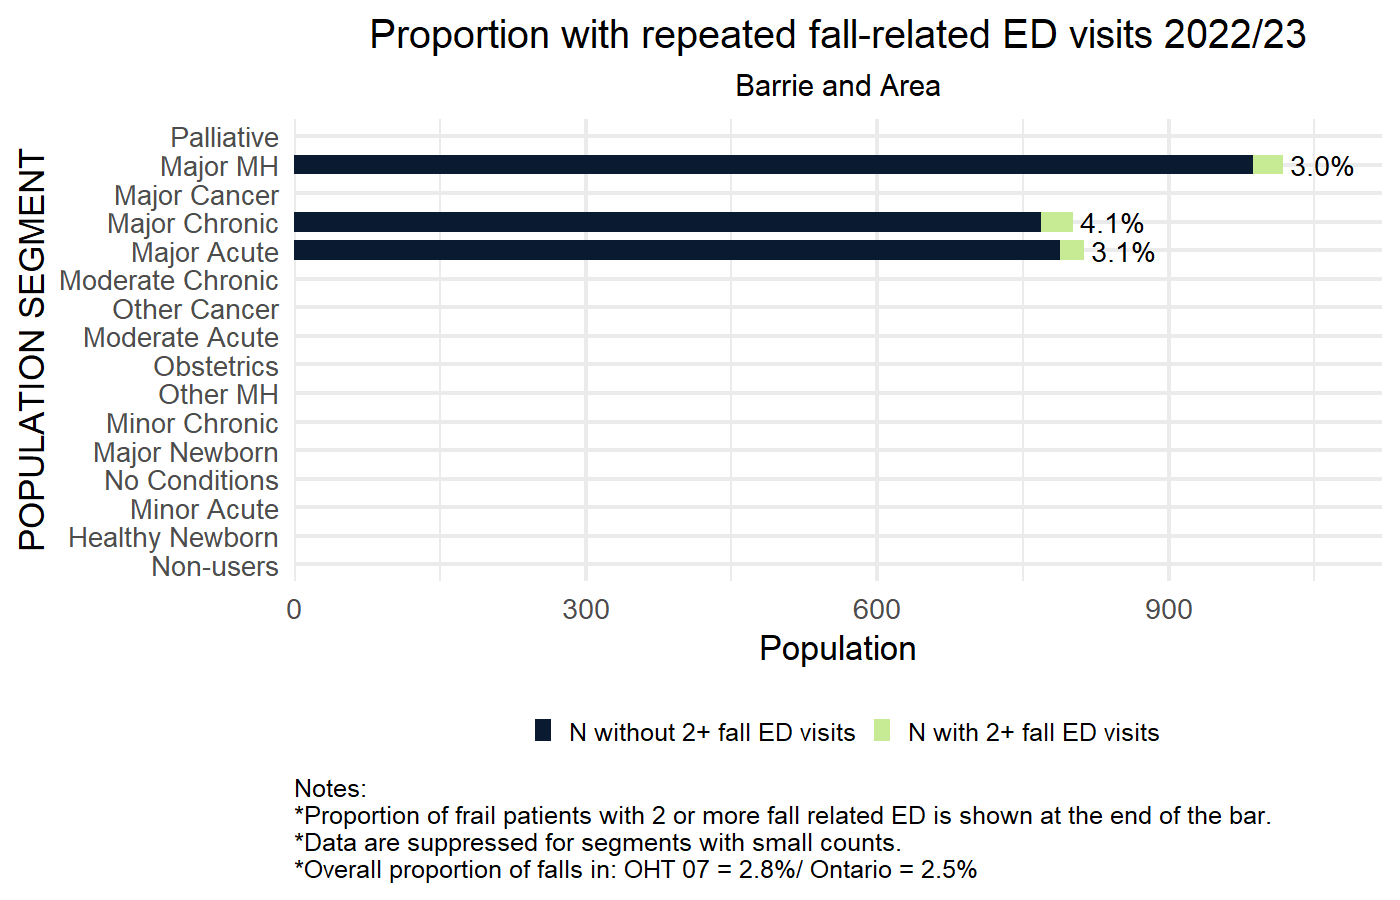 Proportion with repeated fall-related ED visits 2022/23
Barrie and Area
POPULATION SEGMENT
Palliative
Major MH
3.0%
Major Cancer
Major Chronic
4.1%
Major Acute
3.1%
Moderate Chronic
Other Cancer
Moderate Acute
Obstetrics
Other MH
Minor Chronic
Major Newborn
No Conditions
Minor Acute
Healthy Newborn
Non-users
0 300 600 900
Population
N without 2+ fall ED visits N with 2+ fall ED visits
Notes:
*Proportion of frail patients with 2 or more fall related ED is shown at the end of the bar.
*Data are suppressed for segments with small counts.
*Overall proportion of falls in: OHT 07 = 2.8%/ Ontario = 2.5%